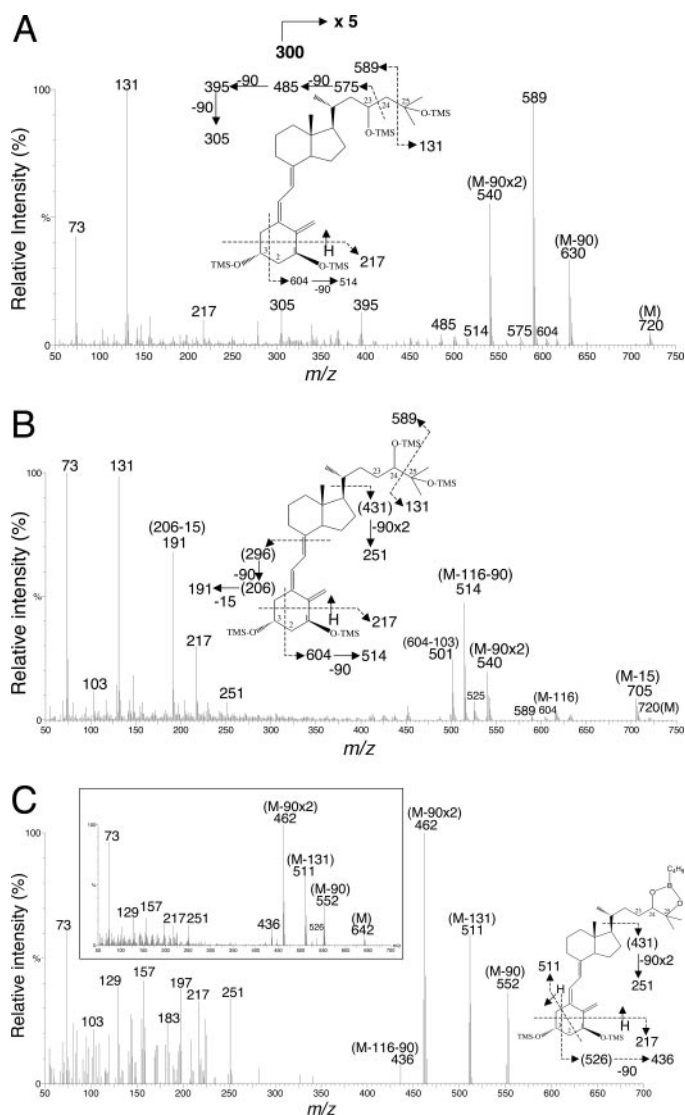 A
x 5
300
Relative Intensity (%)
100
%
0
131
73
217
305
395
485
514
575
589
604
(M-90x2)
540
(M-90)
630
(M)
720
589
395
-90
485
-90
575
-90
305
23
24
25
O-TMS
O-TMS
131
H
217
3
2
TMS-O
O-TMS
604
-90
514
50 100 150 200 250 300 350 400 450 500 550 600 650 700 750
m/z
B
Relative intensity (%)
100
%
0
73
131
(206-15)
191
103
217
251
(604-103)
501
(M-116-90)
514
525
(M-90x2)
540
589
604
(M-116)
(M-15)
705
720(M)
589
O-TMS
23
25
O-TMS
131
(431)
-90x2
251
(296)
-90
(206)
191
-15
H
217
TMS-O
O-TMS
604
514
-90
50 100 150 200 250 300 350 400 450 500 550 600 650 700 750
m/z
C
Relative intensity (%)
100
%
0
73
103
129
157
183
197
217
251
(M-116-90)
436
(M-90x2)
462
(M-131)
511
(M-90)
552
100
%
0
73
129
157
217
251
436
(M-90x2)
462
(M-131)
511
526
(M-90)
552
(M)
642
B
O
O
23
24
25
(431)
-90x2
251
511
H
H
217
TMS-O
O-TMS
(526)
436
-90
50 100 150 200 250 300 350 400 450 500 550 600 650 700 750
m/z